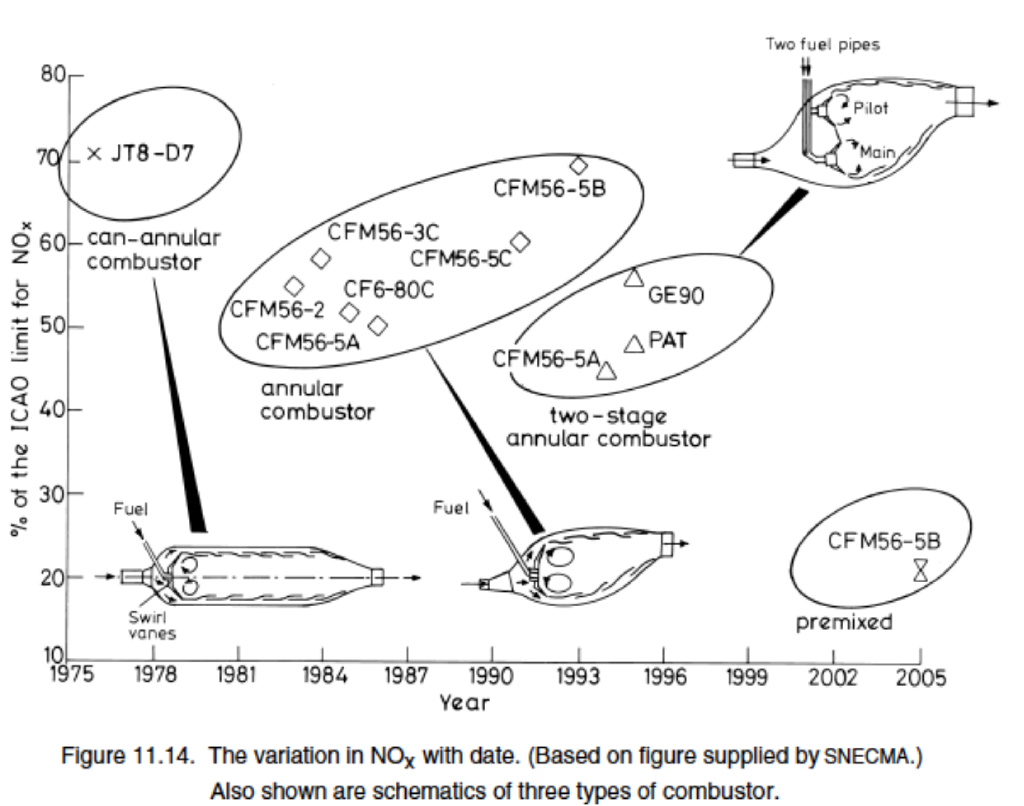 Two fuel pipes
Pilot
Main
80
70
60
50
40
30
20
10
% of the ICAO limit for NOx
JT8-D7
can-annular
combustor
CFM56-5B
CFM56-3C
CFM56-5C
CF6-80C
CFM56-2
CFM56-5A
annular
combustor
GE90
PAT
CFM56-5A
two-stage
annular combustor
Fuel
Swirl
vanes
Fuel
CFM56-5B
premixed
1975 1978 1981 1984 1987 1990 1993 1996 1999 2002 2005
Year
Figure 11.14. The variation in NOx with date. (Based on figure supplied by SNECMA.)
Also shown are schematics of three types of combustor.